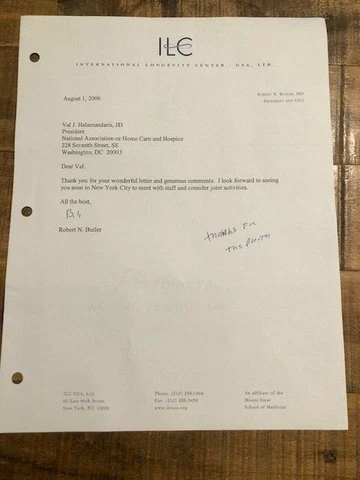 ILC
INTERNATIONAL LONGEVITY CENTER - USA, LTD.
ROBERT N. BUTLER, MD
PRESIDENT AND CEO
August 1, 2006
Val J. Halamandaris, JD
President
National Association or Home Care and Hospice
228 Seventh Street, SE
Washington, DC 20003
Dear Val:
Thank you for your wonderful letter and generous comments. I look forward to seeing
you soon in New York City to meet with staff and consider joint activities.
All the best,
Bob
Robert N. Butler
thanks for
the photos
ILC-USA, Ltd.
60 East 86th Street
New York, NY 10028
Phone: (212) 288-1468
Fax: (212) 288-3450
www.ilcusa.org
An affiliate of the
Mount Sinai
School of Medicine